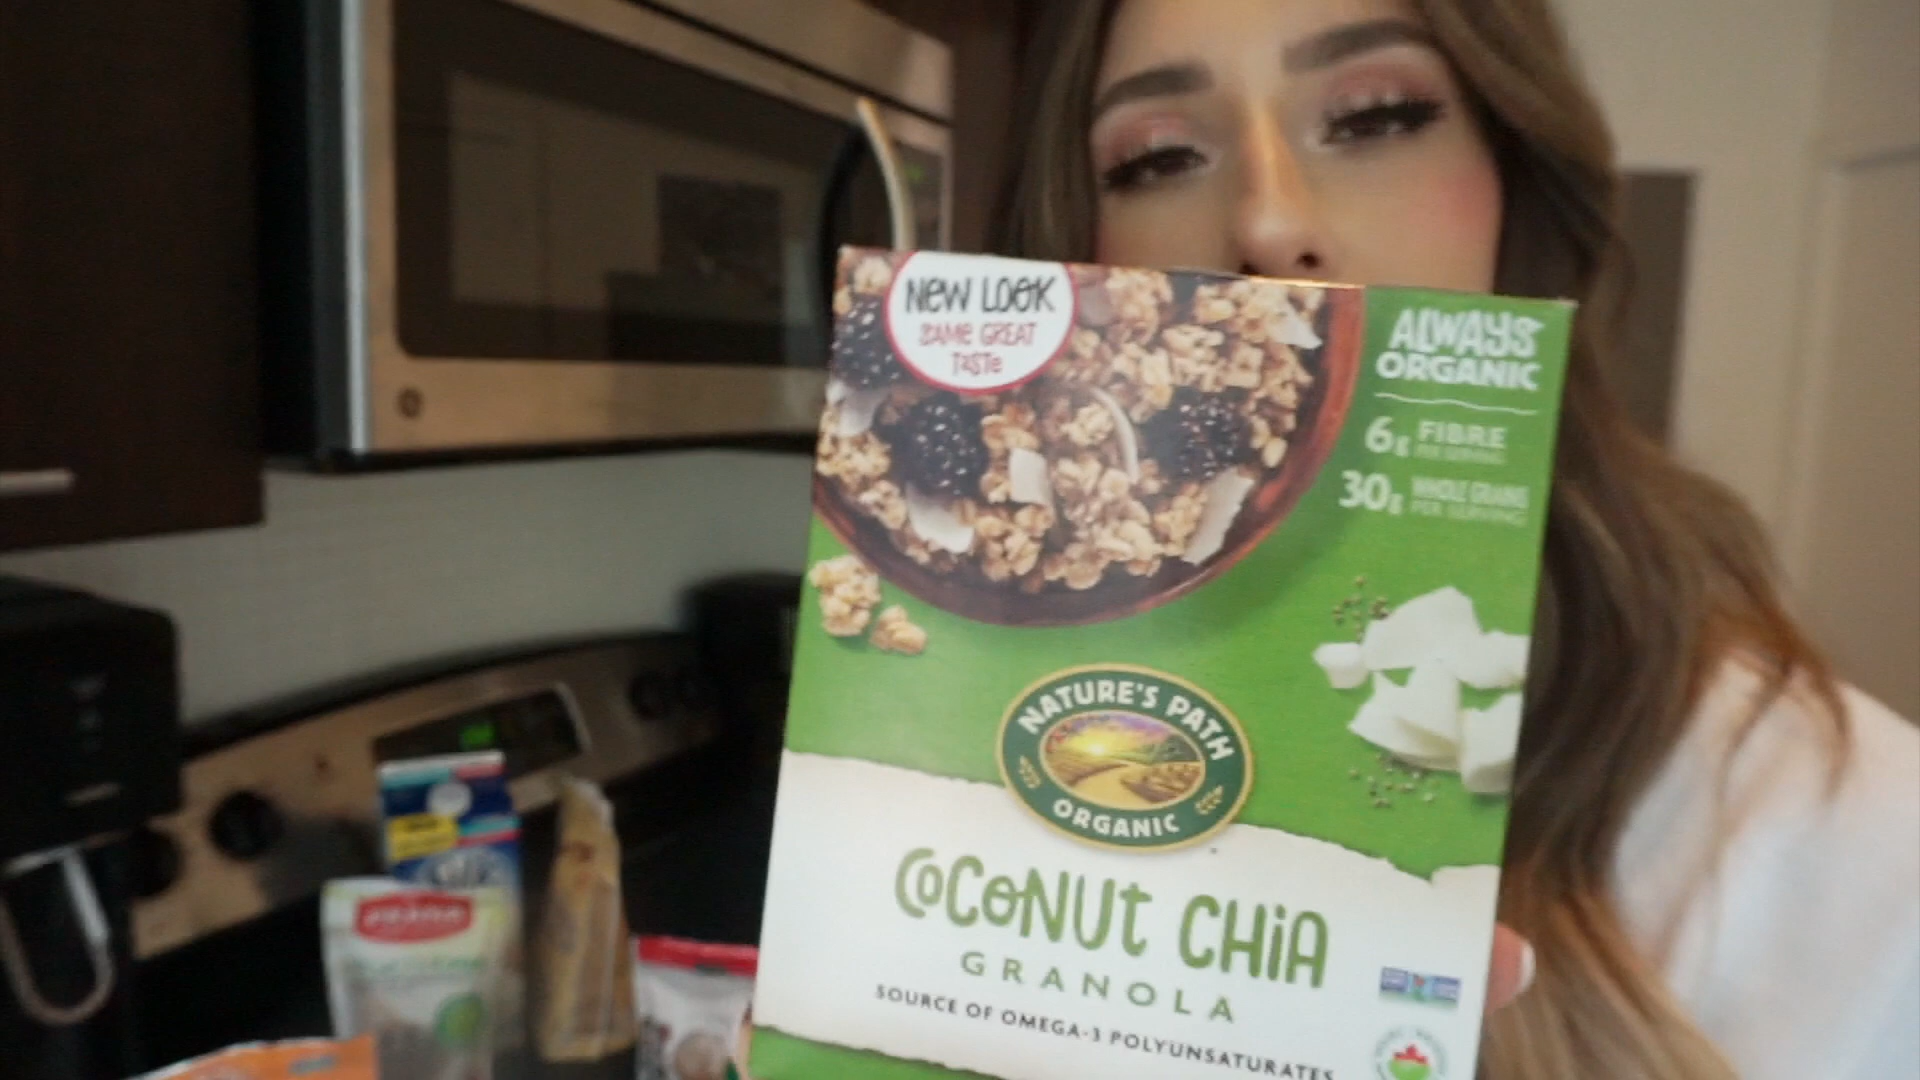 NEW LOOK
SAME GREAT
TASTE
ALWAYS
ORGANIC
6g FIBRE
PER SERVING
30g WHOLE GRAINS
PER SERVING
NATURE'S PATH
ORGANIC
COCONUT CHIA
GRANOLA
SOURCE OF OMEGA-3 POLYUNSATURATES